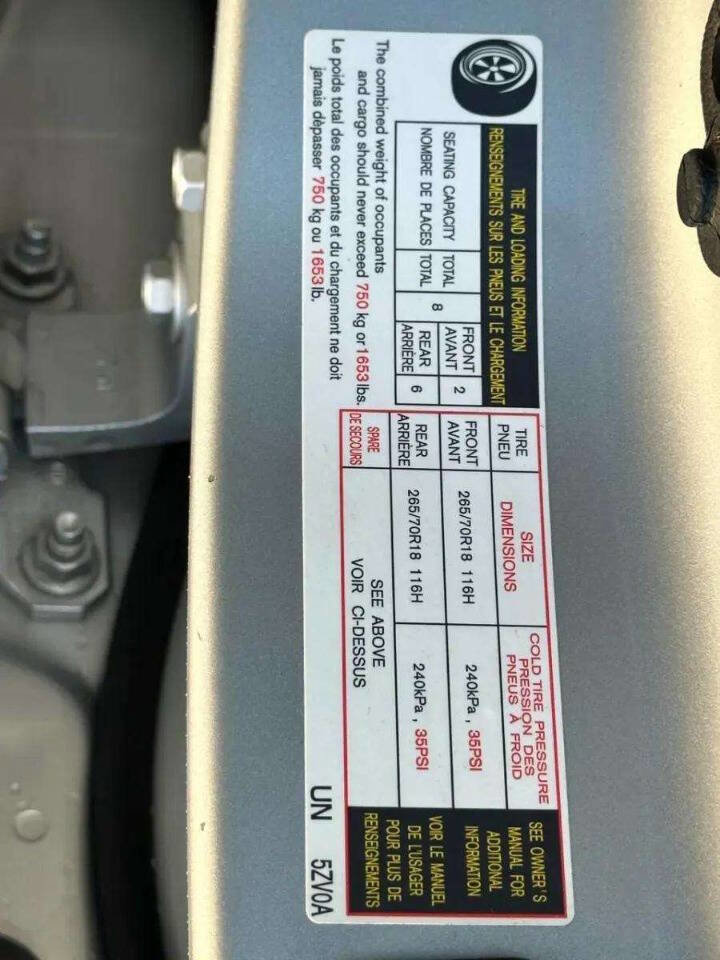 TIRE AND LOADING INFORMATION
RENSEIGNEMENTS SUR LES PNEUS ET LE CHARGEMENT
SEATING CAPACITY
NOMBRE DE PLACES
TOTAL
TOTAL
8
FRONT
AVANT
2
REAR
ARRIÈRE
6
The combined weight of occupants
and cargo should never exceed 750 kg or 1653 lbs.
Le poids total des occupants et du chargement ne doit
jamais dépasser 750 kg ou 1653 lb.
TIRE
PNEU
SIZE
DIMENSIONS
COLD TIRE PRESSURE
PRESSION DES
PNEUS À FROID
FRONT
AVANT
265/70R18 116H
240kPa , 35PSI
REAR
ARRIÈRE
265/70R18 116H
240kPa , 35PSI
SPARE
DE SECOURS
SEE ABOVE
VOIR CI-DESSUS
SEE OWNER'S
MANUAL FOR
ADDITIONAL
INFORMATION
VOIR LE MANUEL
DE L'USAGER
POUR PLUS DE
RENSEIGNEMENTS
UN 5ZV0A